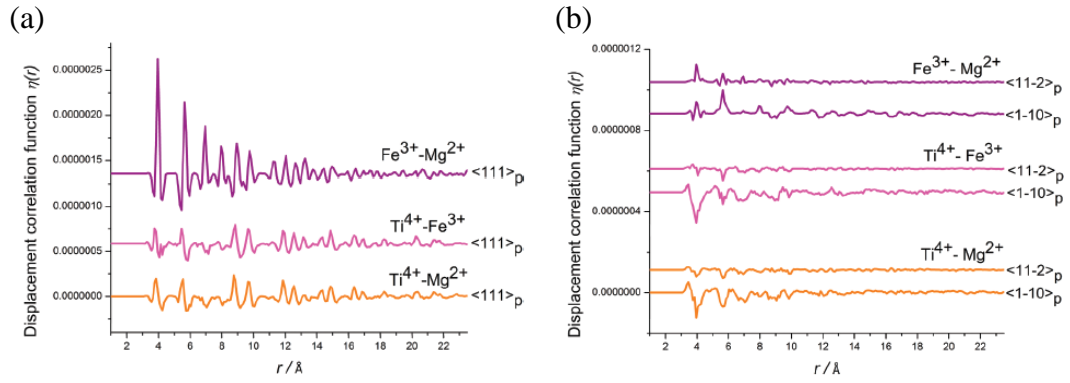 (a)
Displacement correlation function η(r)
0.0000025
0.0000020
0.0000015
0.0000010
0.0000005
0.0000000
Fe3+-Mg2+
<111>p
Ti4+-Fe3+
<111>p
Ti4+-Mg2+
<111>p
2 4 6 8 10 12 14 16 18 20 22
r / Å
(b)
Displacement correlation function η(r)
0.0000012
0.0000008
0.0000004
0.0000000
Fe3+- Mg2+
<11-2>p
<1-10>p
Ti4+- Fe3+
<11-2>p
<1-10>p
Ti4+- Mg2+
<11-2>p
<1-10>p
2 4 6 8 10 12 14 16 18 20 22
r / Å